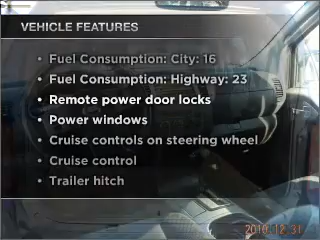 VEHICLE FEATURES
• Fuel Consumption: City: 16
• Fuel Consumption: Highway: 23
• Remote power door locks
• Power windows
• Cruise controls on steering wheel
• Cruise control
• Trailer hitch
2010.12.31